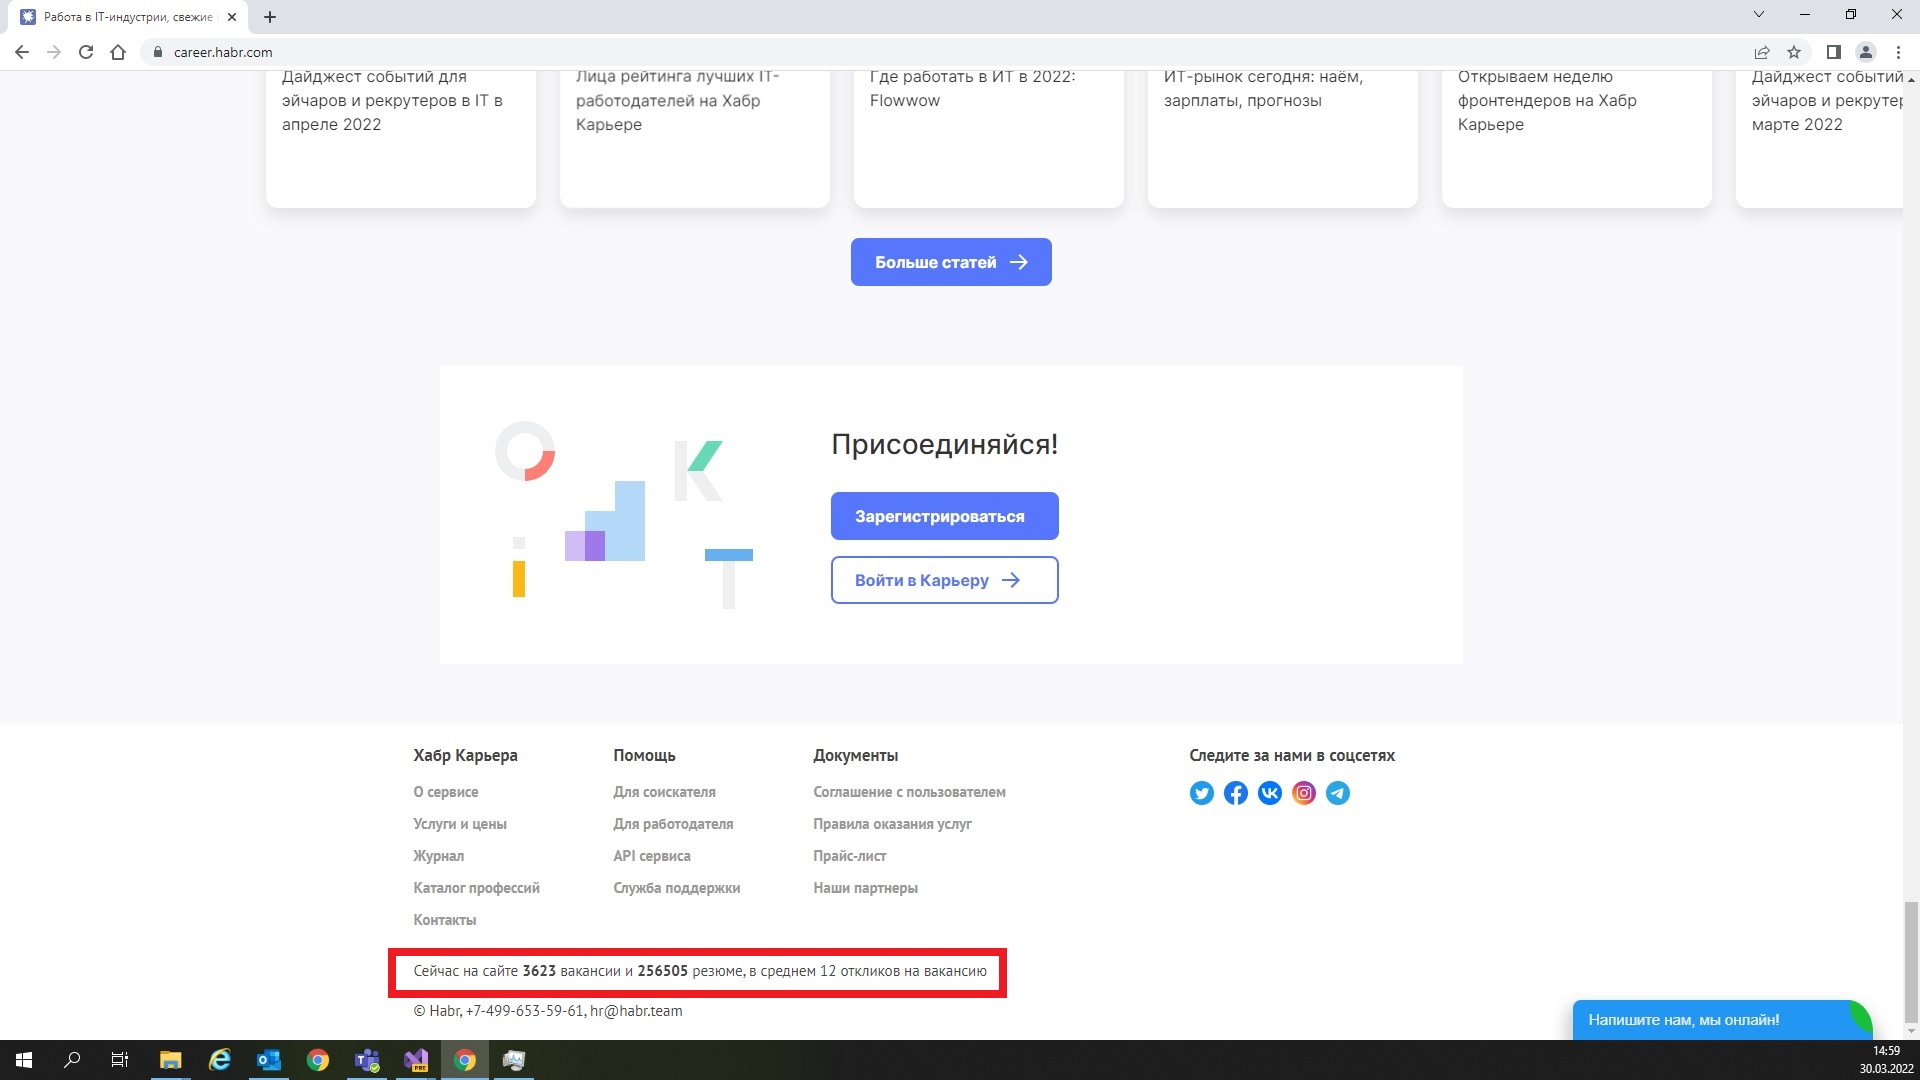 Работа в IT-индустрии, свежие
career.habr.com
Дайджест событий для
эйчаров и рекрутеров в IT в
апреле 2022
Лица рейтинга лучших IT-
работодателей на Хабр
Карьере
Где работать в ИТ в 2022:
Flowwow
ИТ-рынок сегодня: наём,
зарплаты, прогнозы
Открываем неделю
фронтендеров на Хабр
Карьере
Дайджест событий
эйчаров и рекрутер
марте 2022
Больше статей
Присоединяйся!
Зарегистрироваться
Войти в Карьеру
Хабр Карьера
О сервисе
Услуги и цены
Журнал
Каталог профессий
Контакты
Помощь
Для соискателя
Для работодателя
API сервиса
Служба поддержки
Документы
Соглашение с пользователем
Правила оказания услуг
Прайс-лист
Наши партнеры
Следите за нами в соцсетях
Сейчас на сайте 3623 вакансии и 256505 резюме, в среднем 12 откликов на вакансию
© Habr, +7-499-653-59-61, hr@habr.team
Напишите нам, мы онлайн!
14:59
30.03.2022